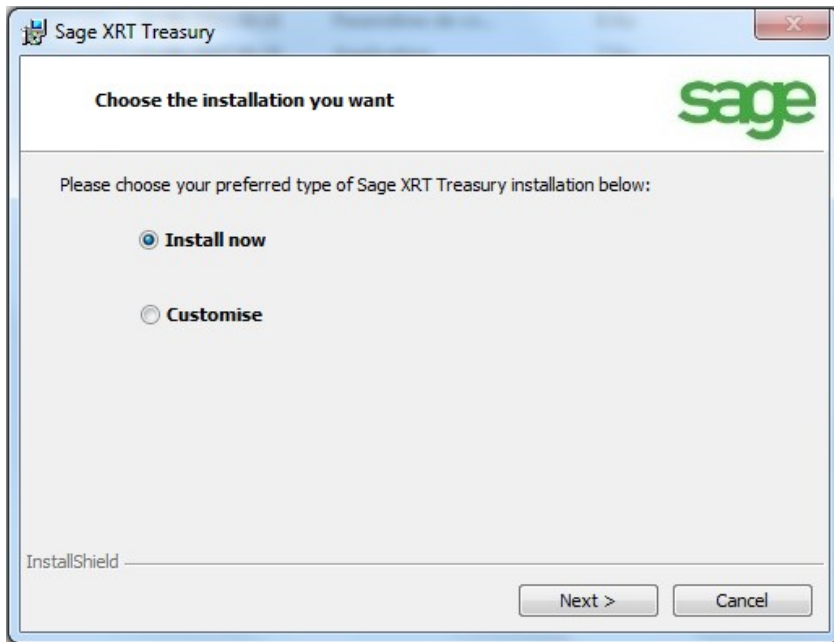 Sage XRT Treasury
Choose the installation you want
sage
Please choose your preferred type of Sage XRT Treasury installation below:
Install now
Customise
InstallShield
Next >
Cancel